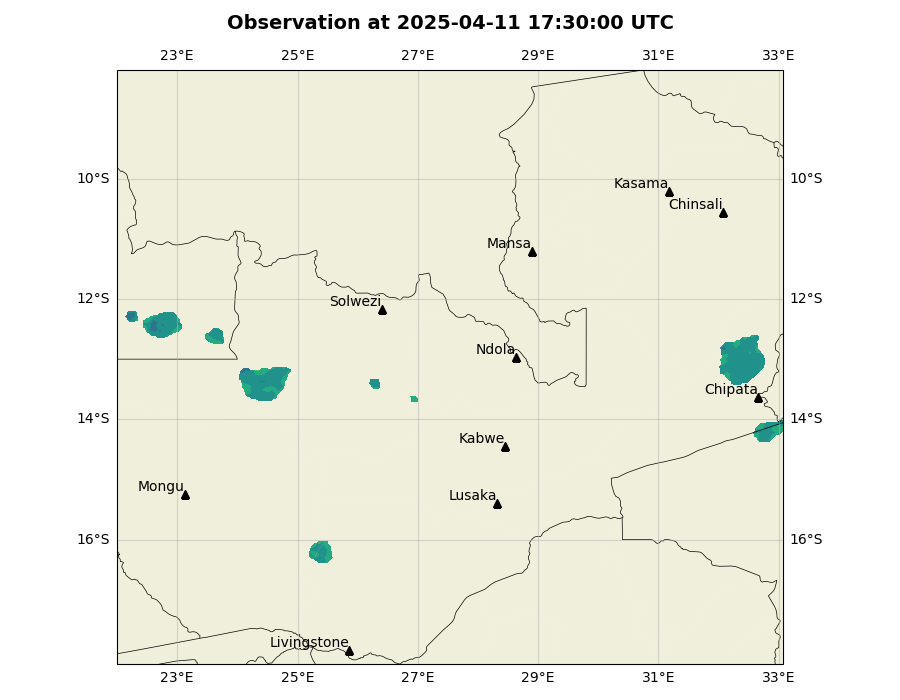 Observation at 2025-04-11 17:30:00 UTC
23°E 25°E 27°E 29°E 31°E 33°E
10°S 10°S
Kasama
Chinsali
Mansa
12°S 12°S
Solwezi
Ndola
Chipata
14°S 14°S
Kabwe
Mongu
Lusaka
16°S 16°S
Livingstone
23°E 25°E 27°E 29°E 31°E 33°E